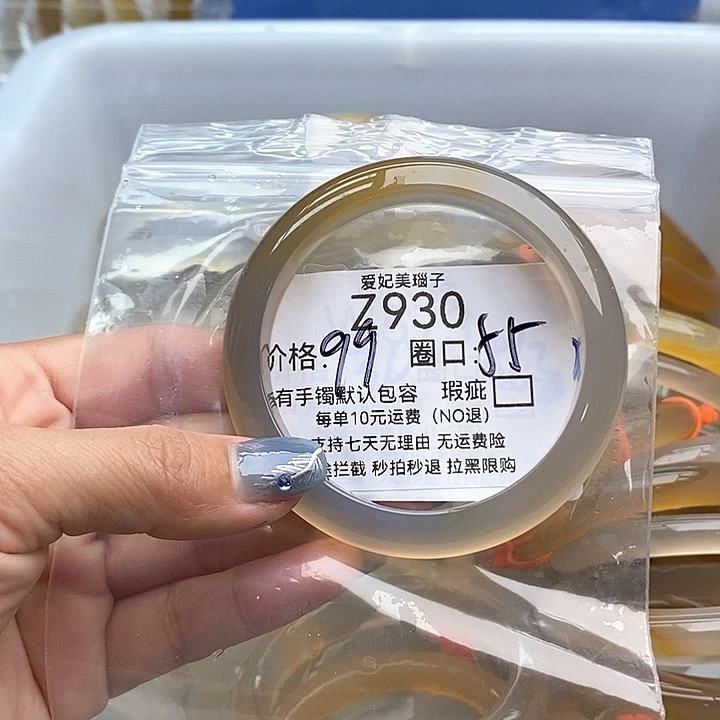 爱妃美瑙子
Z930
价格:99 圈口:55
有手镯默认包容 瑕疵
每单10元运费（NO退）
支持七天无理由 无运费险
拦截 秒拍秒退 拉黑限购